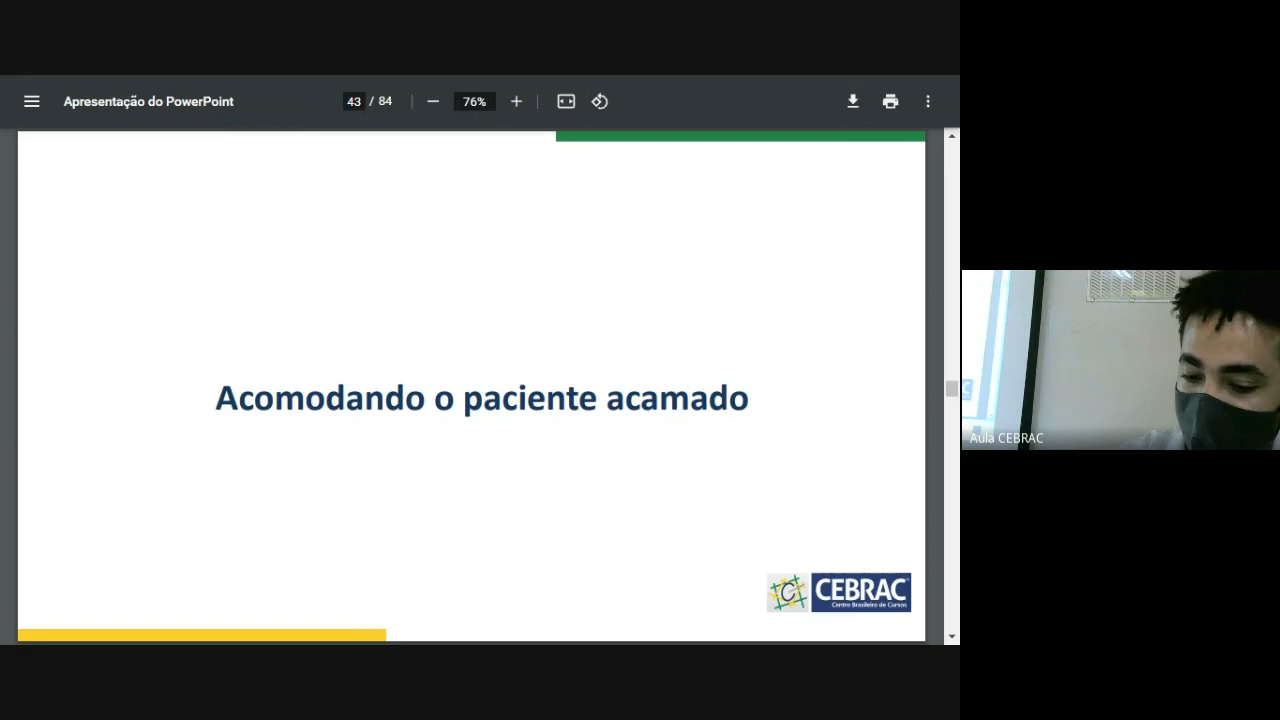 Apresentação do PowerPoint
43 / 84
76%
Acomodando o paciente acamado
CEBRAC
Centro Brasileiro de Cursos
Aula CEBRAC